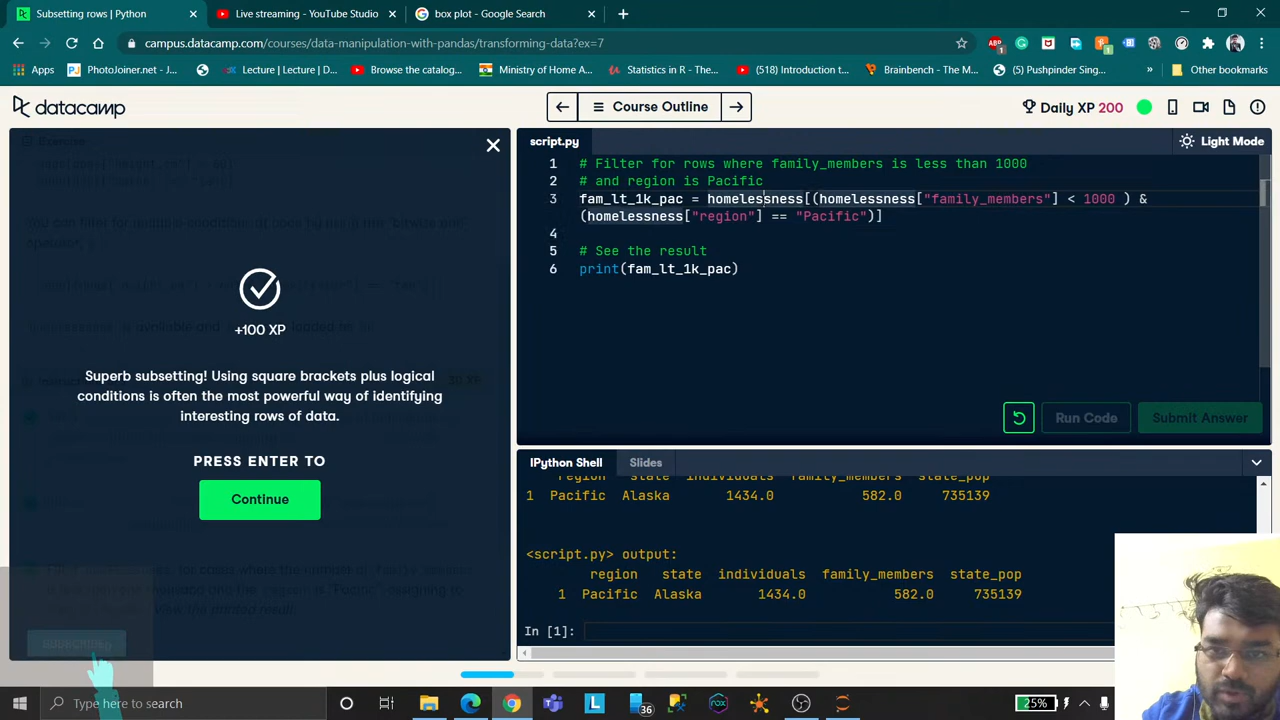 Subsetting rows | Python
Live streaming - YouTube Studio
box plot - Google Search
campus.datacamp.com/courses/data-manipulation-with-pandas/transforming-data?ex=7
Apps
PhotoJoiner.net - J...
Lecture | Lecture | D...
Browse the catalog...
Ministry of Home A...
Statistics in R - The...
(518) Introduction t...
Brainbench - The M...
(5) Pushpinder Sing...
Other bookmarks
datacamp
Course Outline
Daily XP 200
+100 XP
Superb subsetting! Using square brackets plus logical
conditions is often the most powerful way of identifying
interesting rows of data.
PRESS ENTER TO
Continue
SUBSCRIBED
script.py
Light Mode
1 # Filter for rows where family_members is less than 1000
2 # and region is Pacific
3 fam_lt_1k_pac = homelessness[(homelessness["family_members"] < 1000 ) &
(homelessness["region"] == "Pacific")]
4
5 # See the result
6 print(fam_lt_1k_pac)
Run Code
Submit Answer
IPython Shell
Slides
region state individuals family_members state_pop
1 Pacific Alaska 1434.0 582.0 735139
<script.py> output:
region state individuals family_members state_pop
1 Pacific Alaska 1434.0 582.0 735139
In [1]:
Type here to search
36
25%